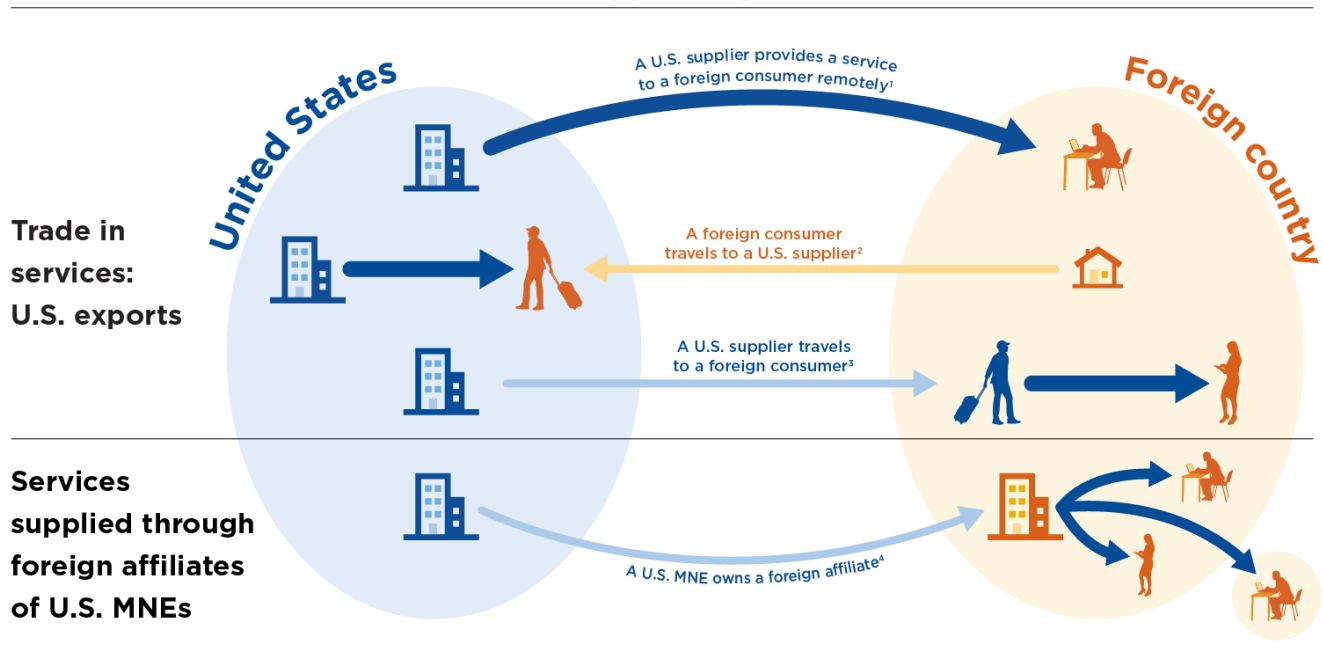 United States
Foreign country
A U.S. supplier provides a service
to a foreign consumer remotely¹
Trade in
services:
U.S. exports
A foreign consumer
travels to a U.S. supplier²
A U.S. supplier travels
to a foreign consumer³
Services
supplied through
foreign affiliates
of U.S. MNEs
A U.S. MNE owns a foreign affiliate⁴